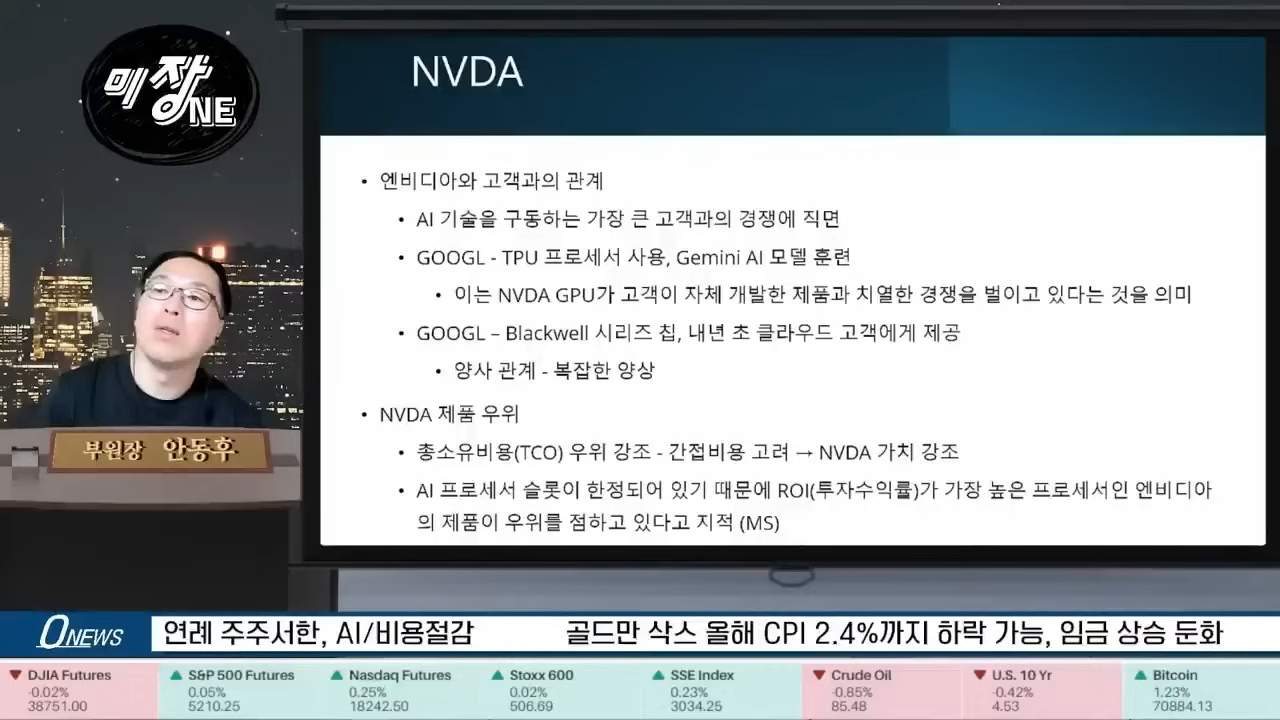 미장
ONE
NVDA
• 엔비디아와 고객과의 관계
• AI 기술을 구동하는 가장 큰 고객과의 경쟁에 직면
• GOOGL - TPU 프로세서 사용, Gemini AI 모델 훈련
• 이는 NVDA GPU가 고객이 자체 개발한 제품과 치열한 경쟁을 벌이고 있다는 것을 의미
• GOOGL – Blackwell 시리즈 칩, 내년 초 클라우드 고객에게 제공
• 양사 관계 - 복잡한 양상
• NVDA 제품 우위
• 총소유비용(TCO) 우위 강조 - 간접비용 고려 → NVDA 가치 강조
• AI 프로세서 슬롯이 한정되어 있기 때문에 ROI(투자수익률)가 가장 높은 프로세서인 엔비디아
의 제품이 우위를 점하고 있다고 지적 (MS)
부원장 안동후
ONEWS 연례 주주서한, AI/비용절감 골드만 삭스 올해 CPI 2.4%까지 하락 가능, 임금 상승 둔화
▼ DJIA Futures
-0.02%
38751.00
▲ S&P 500 Futures
0.05%
5210.25
▲ Nasdaq Futures
0.25%
18242.50
▲ Stoxx 600
0.02%
506.69
▲ SSE Index
0.23%
3034.25
▼ Crude Oil
-0.85%
85.48
▼ U.S. 10 Yr
-0.42%
4.53
▲ Bitcoin
1.23%
70884.13